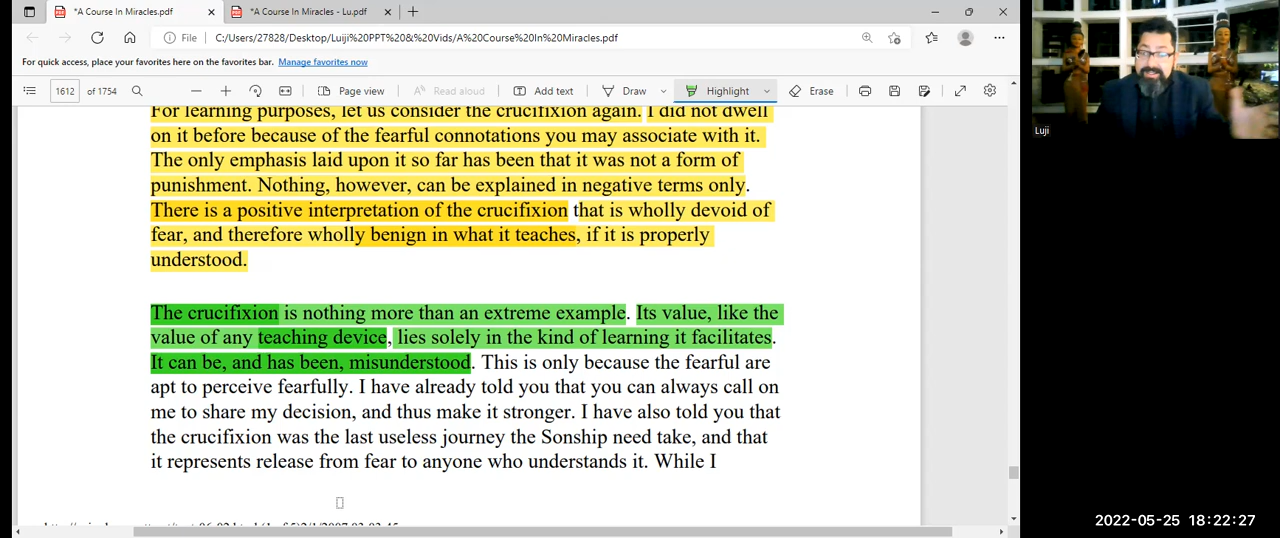 *A Course In Miracles.pdf
*A Course In Miracles - Lu.pdf
File
C:/Users/27828/Desktop/Luiji%20PPT%20&%20Vids/A%20Course%20In%20Miracles.pdf
For quick access, place your favorites here on the favorites bar. Manage favorites now
1612 of 1754
Page view
Read aloud
Add text
Draw
Highlight
Erase
For learning purposes, let us consider the crucifixion again. I did not dwell
on it before because of the fearful connotations you may associate with it.
The only emphasis laid upon it so far has been that it was not a form of
punishment. Nothing, however, can be explained in negative terms only.
There is a positive interpretation of the crucifixion that is wholly devoid of
fear, and therefore wholly benign in what it teaches, if it is properly
understood.
The crucifixion is nothing more than an extreme example. Its value, like the
value of any teaching device, lies solely in the kind of learning it facilitates.
It can be, and has been, misunderstood. This is only because the fearful are
apt to perceive fearfully. I have already told you that you can always call on
me to share my decision, and thus make it stronger. I have also told you that
the crucifixion was the last useless journey the Sonship need take, and that
it represents release from fear to anyone who understands it. While I
Luji
2022-05-25 18:22:27